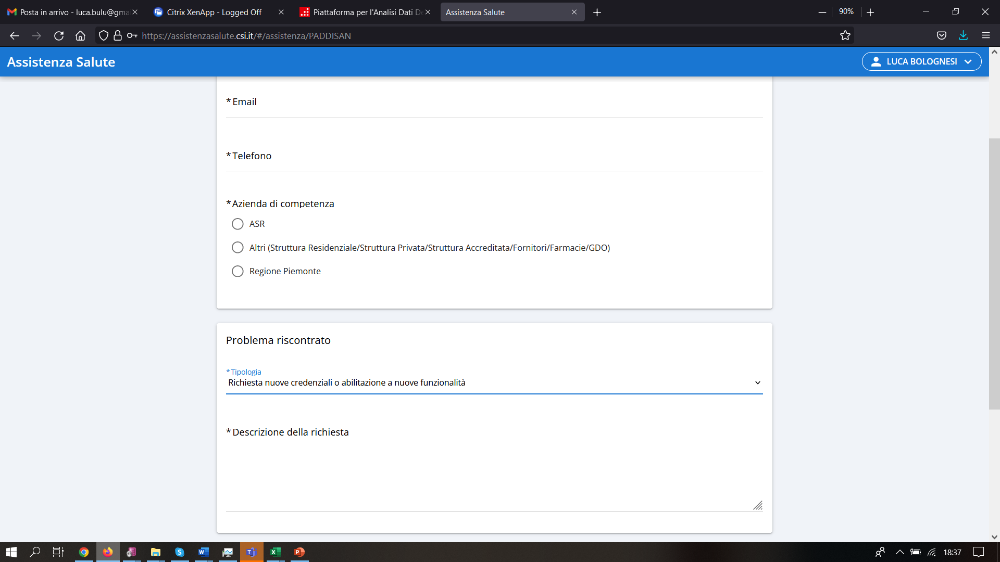 Posta in arrivo - luca.bulu@gma
Citrix XenApp - Logged Off
Piattaforma per l'Analisi Dati De
Assistenza Salute
90%
https://assistenzasalute.csi.it/#/assistenza/PADDISAN
Assistenza Salute
LUCA BOLOGNESI
* Email
* Telefono
* Azienda di competenza
ASR
Altri (Struttura Residenziale/Struttura Privata/Struttura Accreditata/Fornitori/Farmacie/GDO)
Regione Piemonte
Problema riscontrato
* Tipologia
Richiesta nuove credenziali o abilitazione a nuove funzionalità
* Descrizione della richiesta
18:37